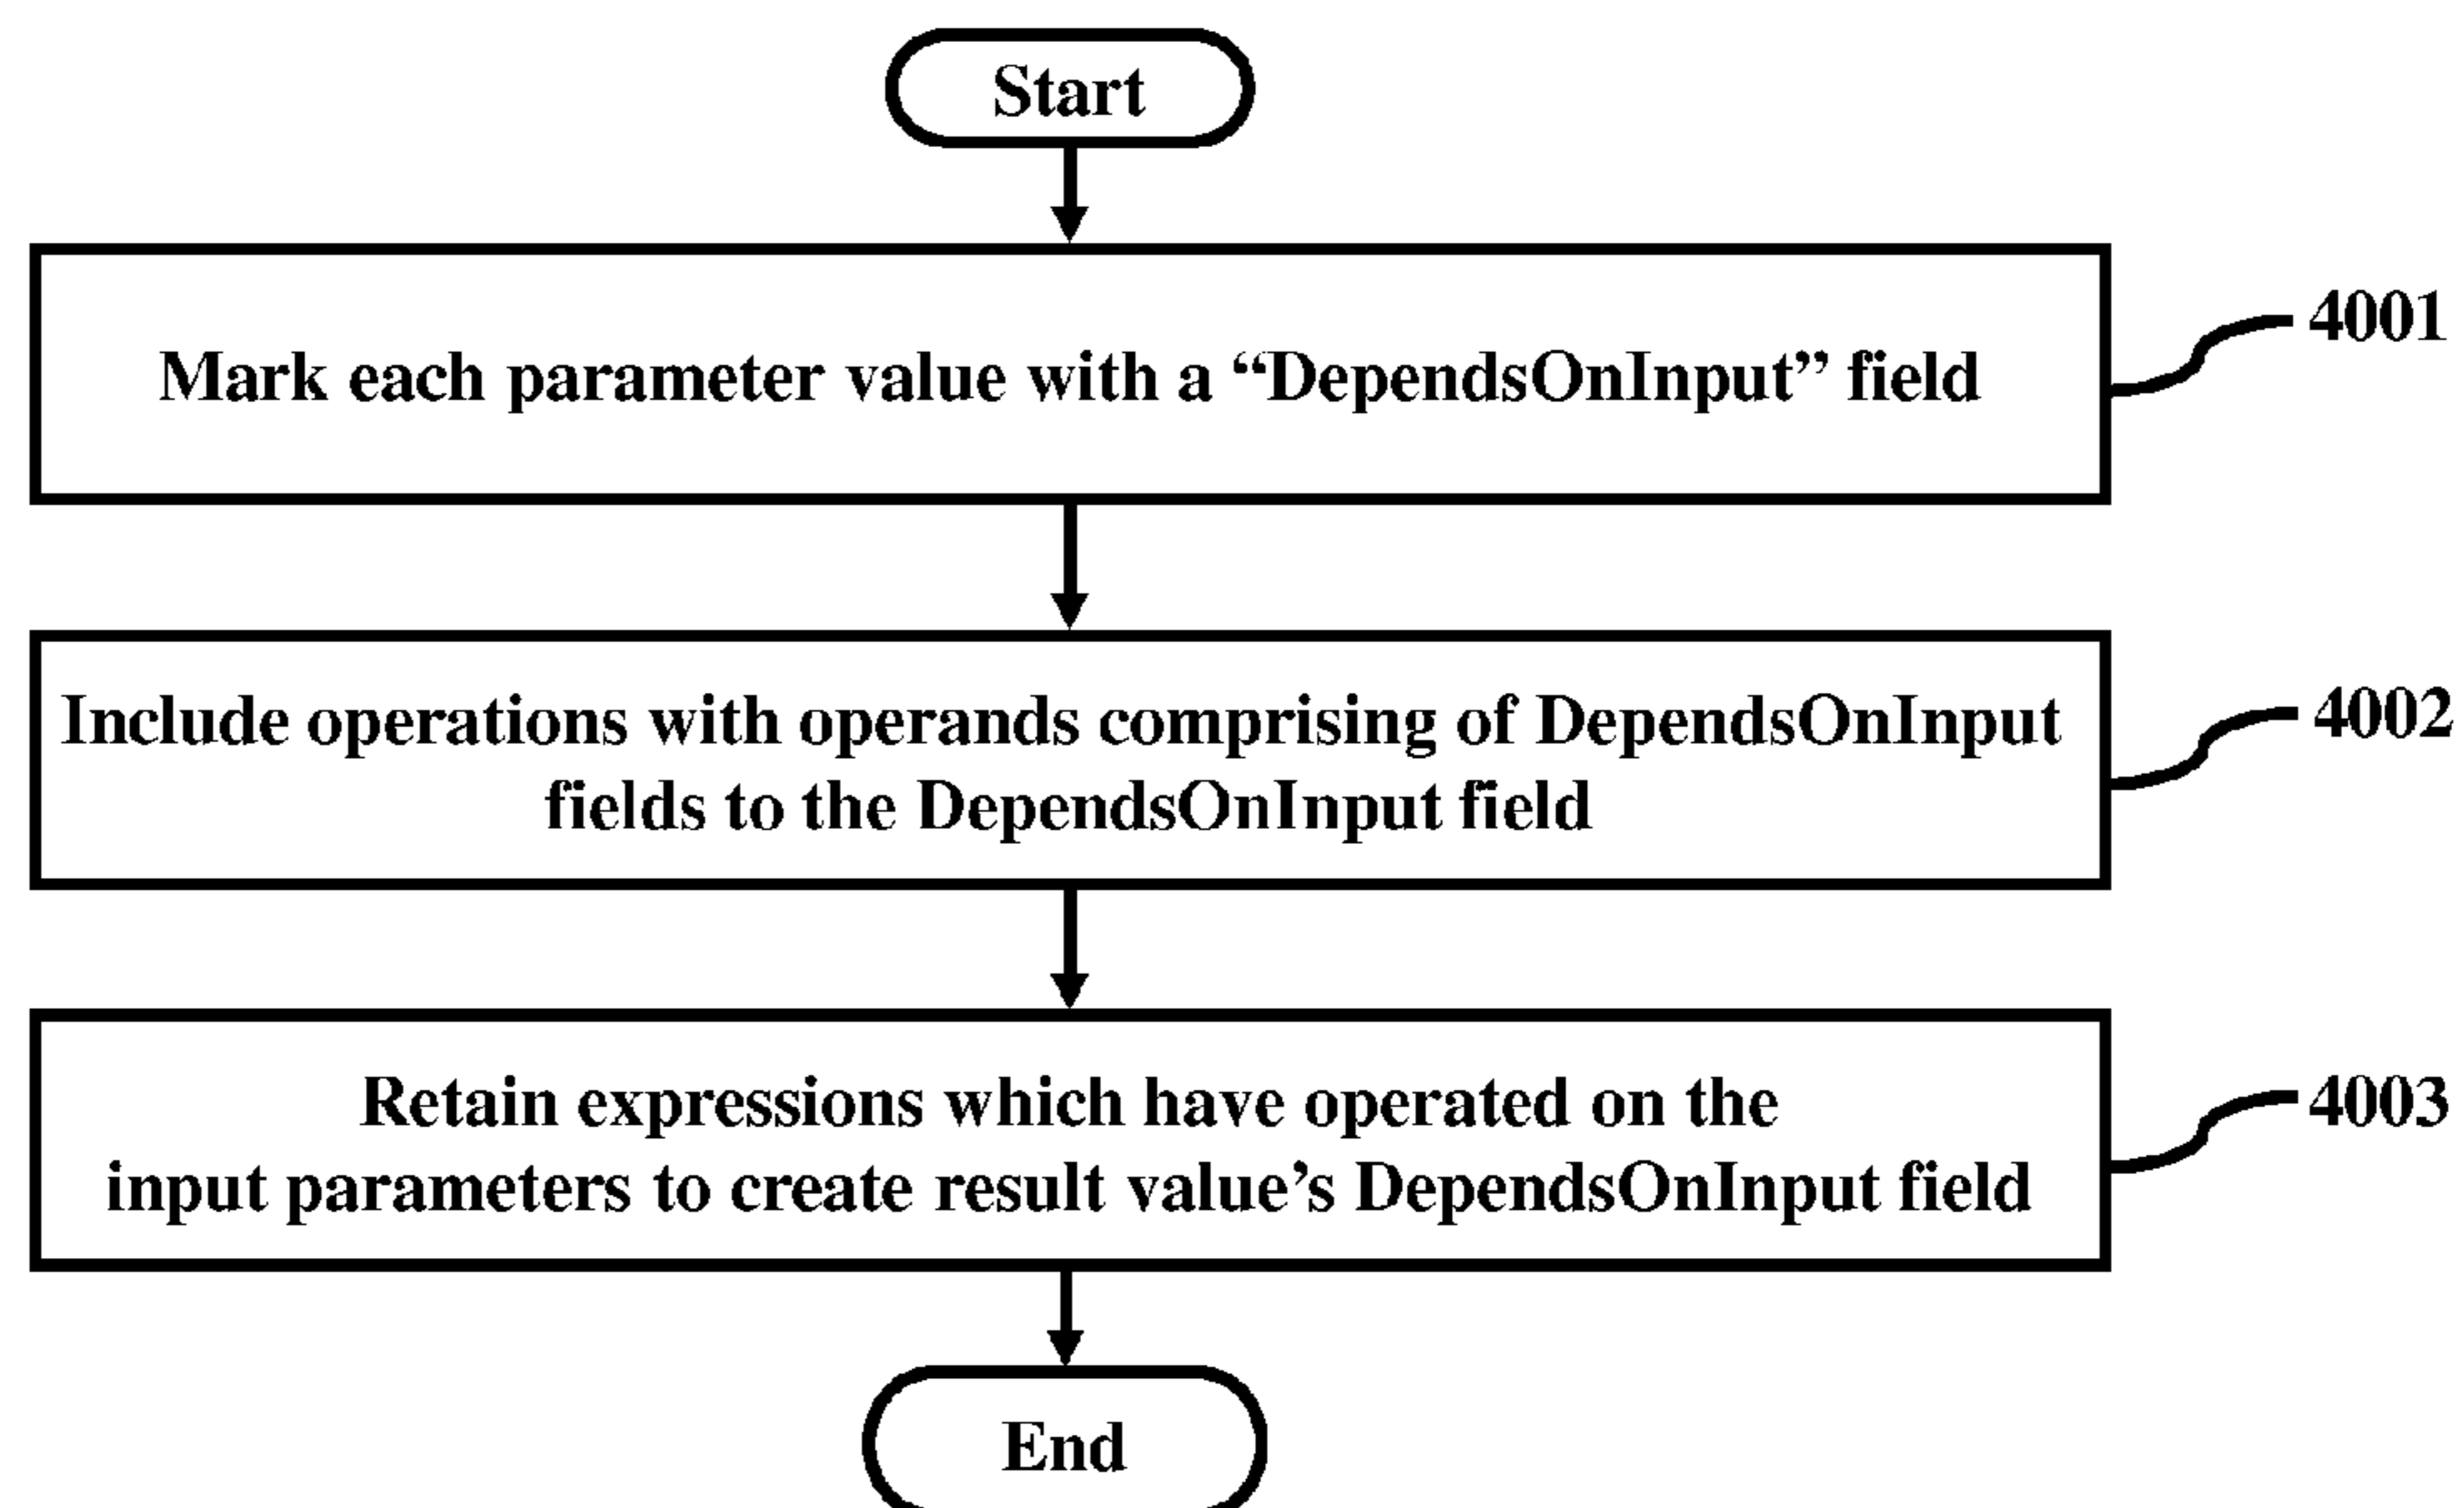 Start
Mark each parameter value with a “DependsOnInput” field
4001
Include operations with operands comprising of DependsOnInput
fields to the DependsOnInput field
4002
Retain expressions which have operated on the
input parameters to create result value’s DependsOnInput field
4003
End